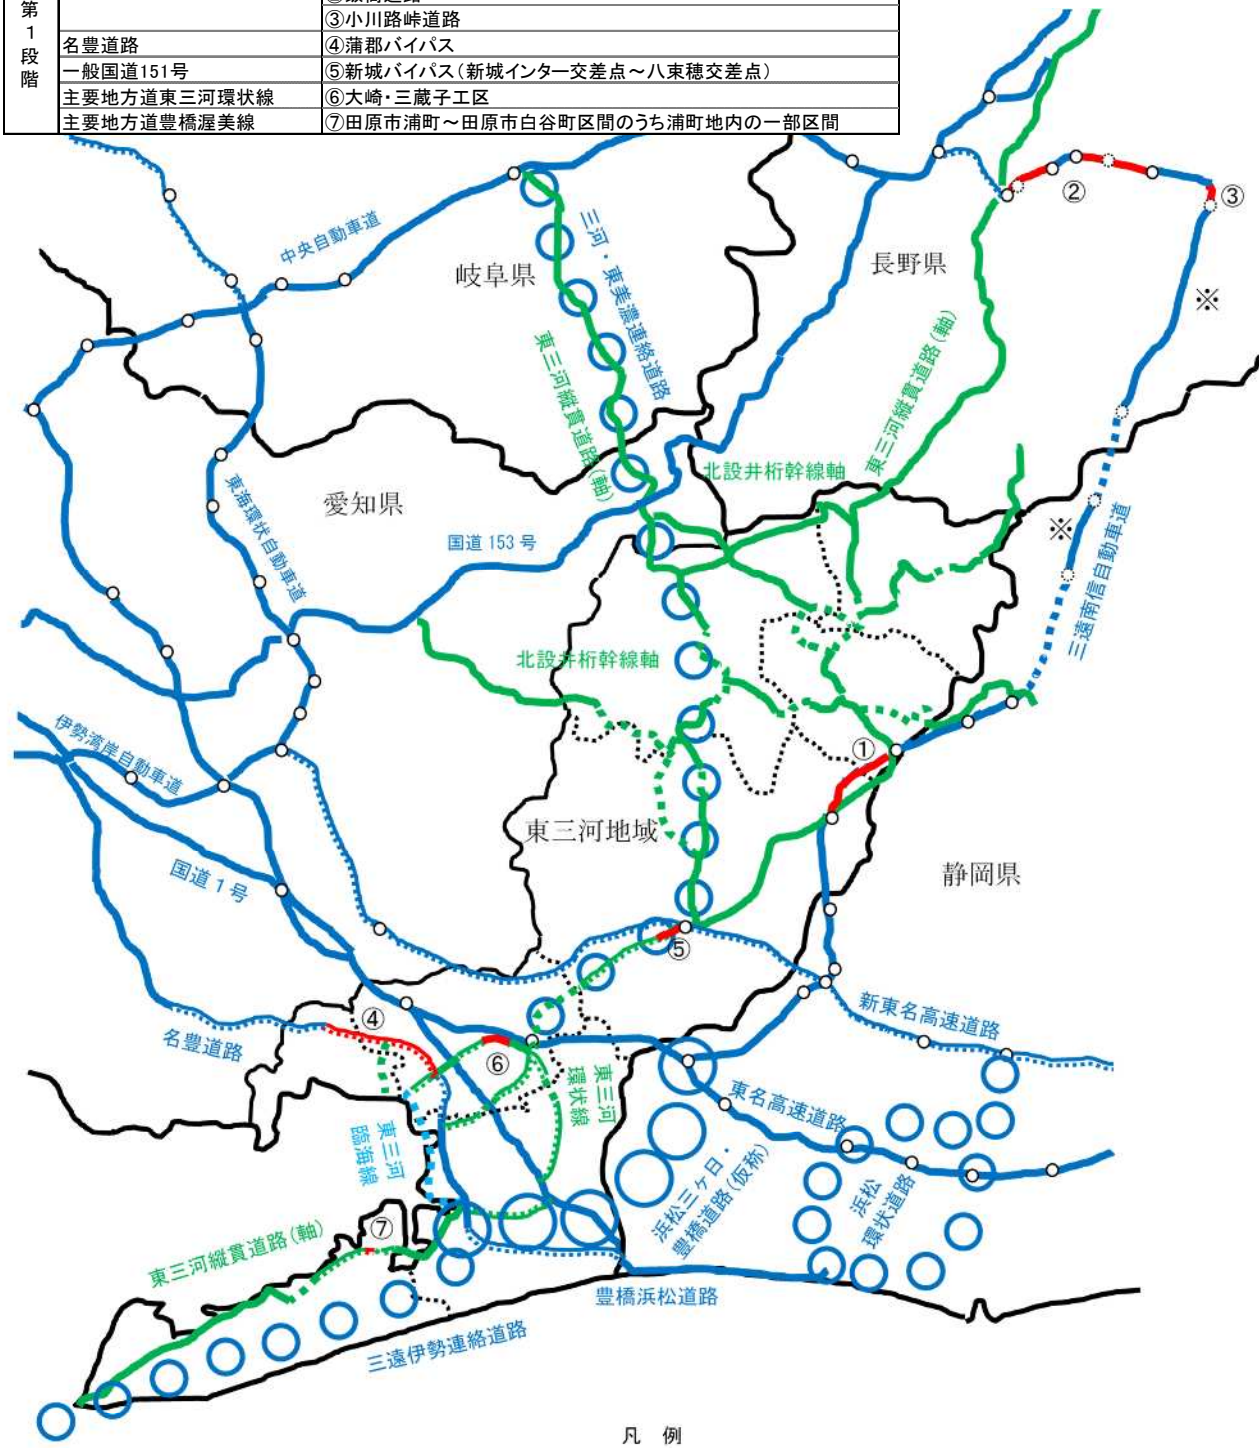 第1段階
③小川路峠道路
名豊道路 ④蒲郡バイパス
一般国道151号 ⑤新城バイパス(新城インター交差点～八束穂交差点)
主要地方道東三河環状線 ⑥大崎・三蔵子工区
主要地方道豊橋渥美線 ⑦田原市浦町～田原市白谷町区間のうち浦町地内の一部区間
②
③
中央自動車道
岐阜県
三河・東美濃連絡道路
長野県
※
東三河縦貫道路(軸)
東三河縦貫道路(軸)
北設井桁幹線軸
愛知県
東海環状自動車道
国道153号
※
三遠南信自動車道
北設井桁幹線軸
伊勢湾岸自動車道
①
東三河地域
国道1号
静岡県
⑤
新東名高速道路
④
名豊道路
⑥
東三河
環状線
東名高速道路
東三河
臨海線
浜松三ヶ日・
豊橋道路(仮称)
浜松
環状道路
⑦
東三河縦貫道路(軸)
豊橋浜松道路
三遠伊勢連絡道路
凡例